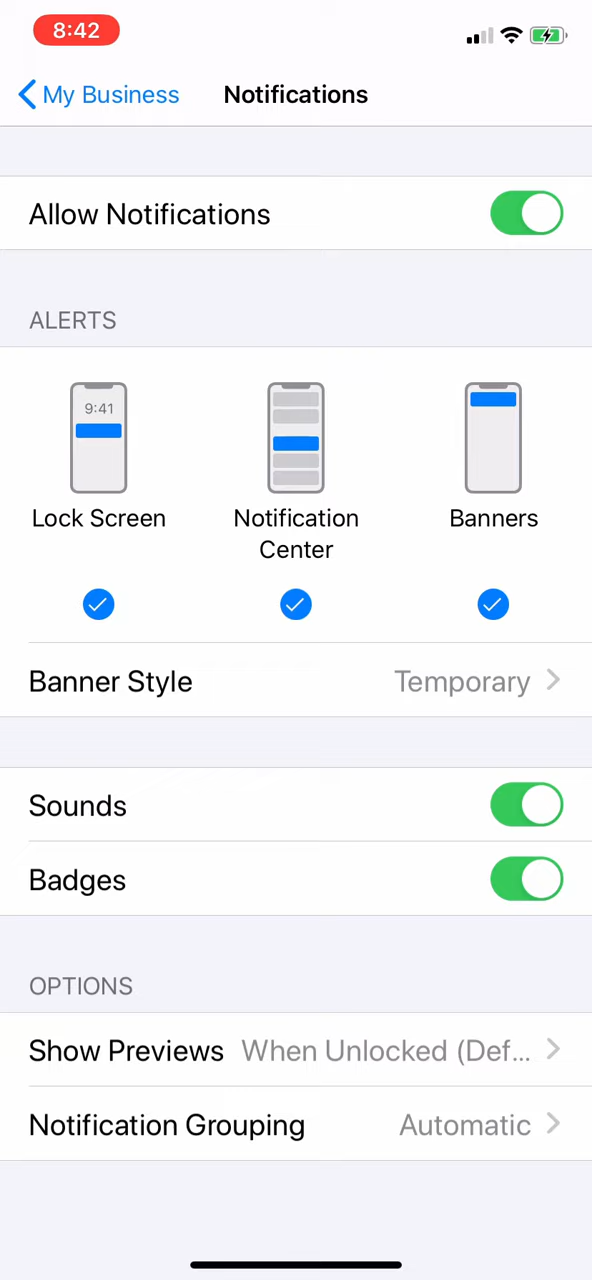 8:42
My Business Notifications
Allow Notifications
ALERTS
9:41
Lock Screen Notification Center Banners
Banner Style Temporary
Sounds
Badges
OPTIONS
Show Previews When Unlocked (Def...
Notification Grouping Automatic